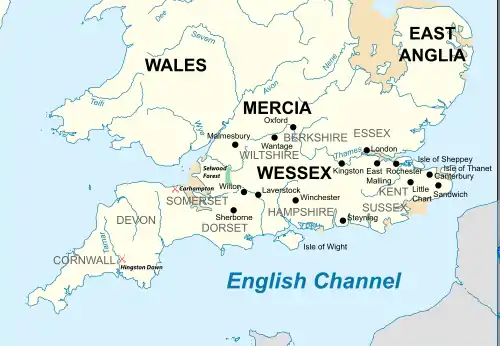 EAST
ANGLIA
Dee
Severn
WALES
Nene
Avon
Teifi
MERCIA
Wye
Oxford
BERKSHIRE
ESSEX
Malmesbury
Wantage
WILTSHIRE
Thames
London
Isle of Sheppey
Selwood
Forest
WESSEX
Kingston
East
Malling
Rochester
Isle of Thanet
Canterbury
Carhampton
Wilton
Laverstock
Winchester
KENT
Little
Chart
Sandwich
SOMERSET
DEVON
Sherborne
HAMPSHIRE
SUSSEX
Steyning
DORSET
Tamar
Isle of Wight
CORNWALL
Hingston Down
English Channel